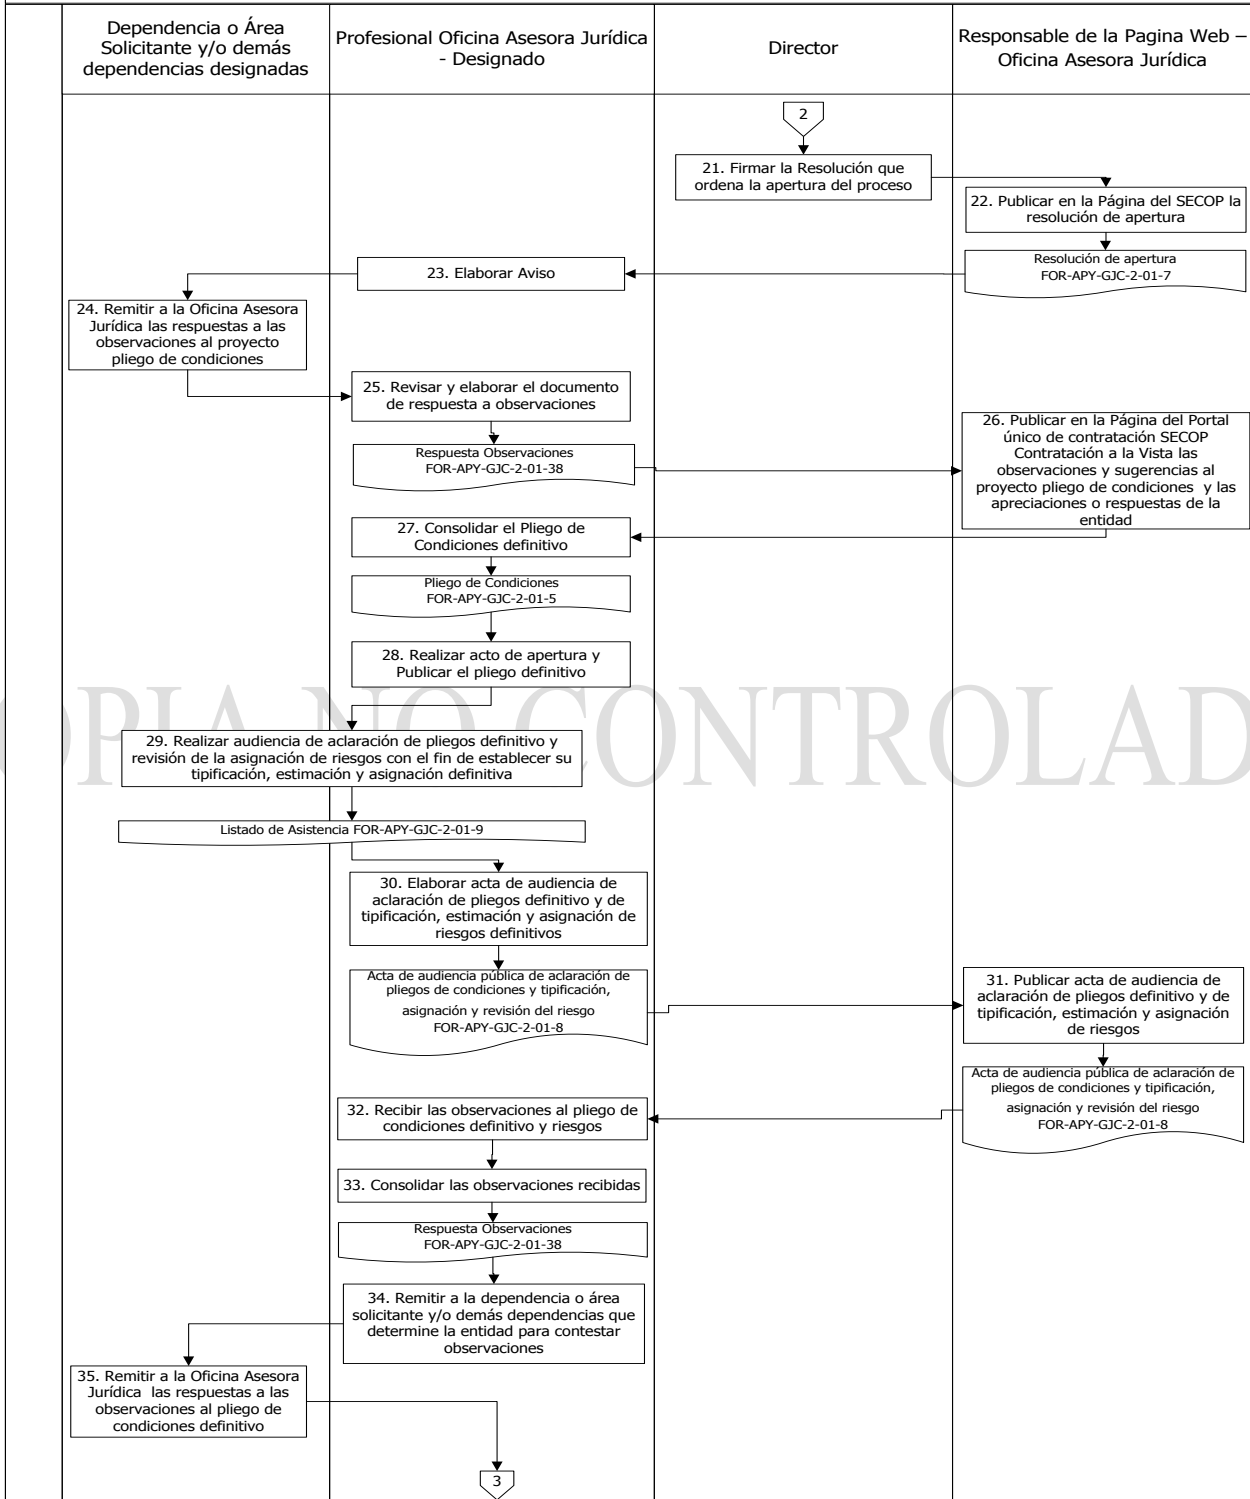 Dependencia o Área
Solicitante y/o demás
dependencias designadas
Profesional Oficina Asesora Jurídica
- Designado
Director
Responsable de la Pagina Web –
Oficina Asesora Jurídica
2
21. Firmar la Resolución que
ordena la apertura del proceso
22. Publicar en la Página del SECOP la
resolución de apertura
Resolución de apertura
FOR-APY-GJC-2-01-7
23. Elaborar Aviso
24. Remitir a la Oficina Asesora
Jurídica las respuestas a las
observaciones al proyecto
pliego de condiciones
25. Revisar y elaborar el documento
de respuesta a observaciones
Respuesta Observaciones
FOR-APY-GJC-2-01-38
26. Publicar en la Página del Portal
único de contratación SECOP
Contratación a la Vista las
observaciones y sugerencias al
proyecto pliego de condiciones y las
apreciaciones o respuestas de la
entidad
27. Consolidar el Pliego de
Condiciones definitivo
Pliego de Condiciones
FOR-APY-GJC-2-01-5
28. Realizar acto de apertura y
Publicar el pliego definitivo
OPIA NO CONTROLAD
29. Realizar audiencia de aclaración de pliegos definitivo y
revisión de la asignación de riesgos con el fin de establecer su
tipificación, estimación y asignación definitiva
Listado de Asistencia FOR-APY-GJC-2-01-9
30. Elaborar acta de audiencia de
aclaración de pliegos definitivo y de
tipificación, estimación y asignación de
riesgos definitivos
Acta de audiencia pública de aclaración de
pliegos de condiciones y tipificación,
asignación y revisión del riesgo
FOR-APY-GJC-2-01-8
31. Publicar acta de audiencia de
aclaración de pliegos definitivo y de
tipificación, estimación y asignación
de riesgos
Acta de audiencia pública de aclaración de
pliegos de condiciones y tipificación,
asignación y revisión del riesgo
FOR-APY-GJC-2-01-8
32. Recibir las observaciones al pliego de
condiciones definitivo y riesgos
33. Consolidar las observaciones recibidas
Respuesta Observaciones
FOR-APY-GJC-2-01-38
34. Remitir a la dependencia o área
solicitante y/o demás dependencias que
determine la entidad para contestar
observaciones
35. Remitir a la Oficina Asesora
Jurídica las respuestas a las
observaciones al pliego de
condiciones definitivo
3